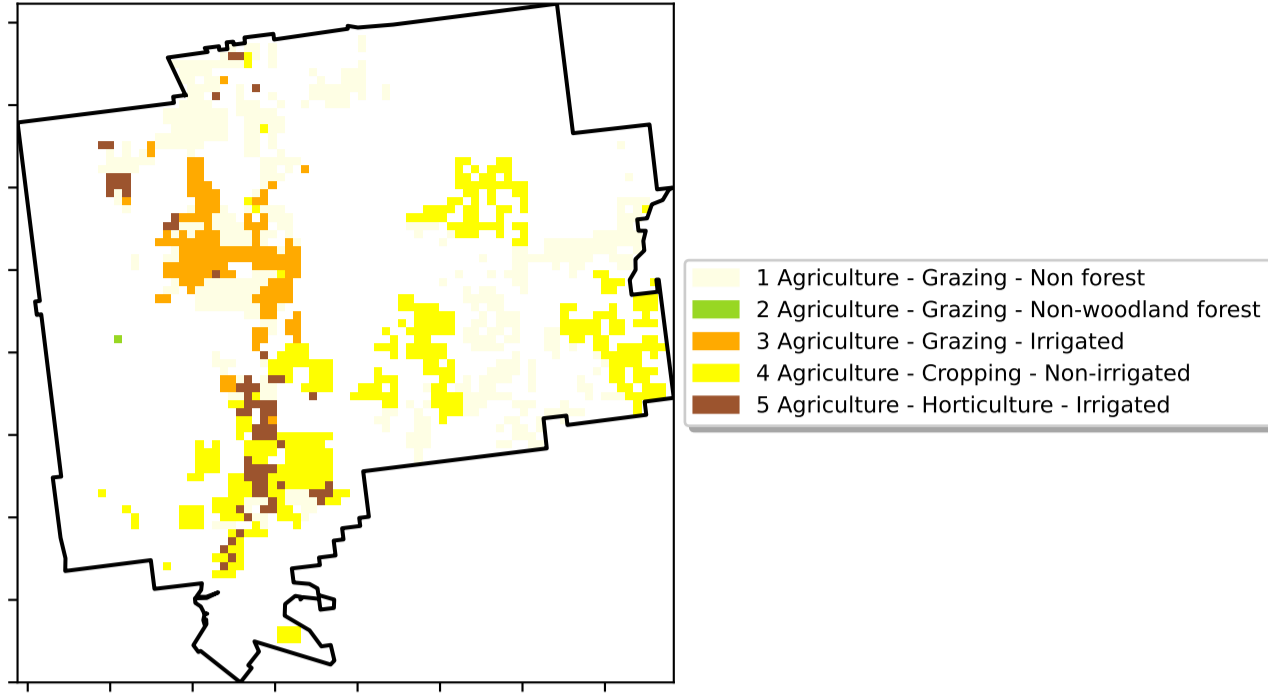 1 Agriculture - Grazing - Non forest
2 Agriculture - Grazing - Non-woodland forest
3 Agriculture - Grazing - Irrigated
4 Agriculture - Cropping - Non-irrigated
5 Agriculture - Horticulture - Irrigated